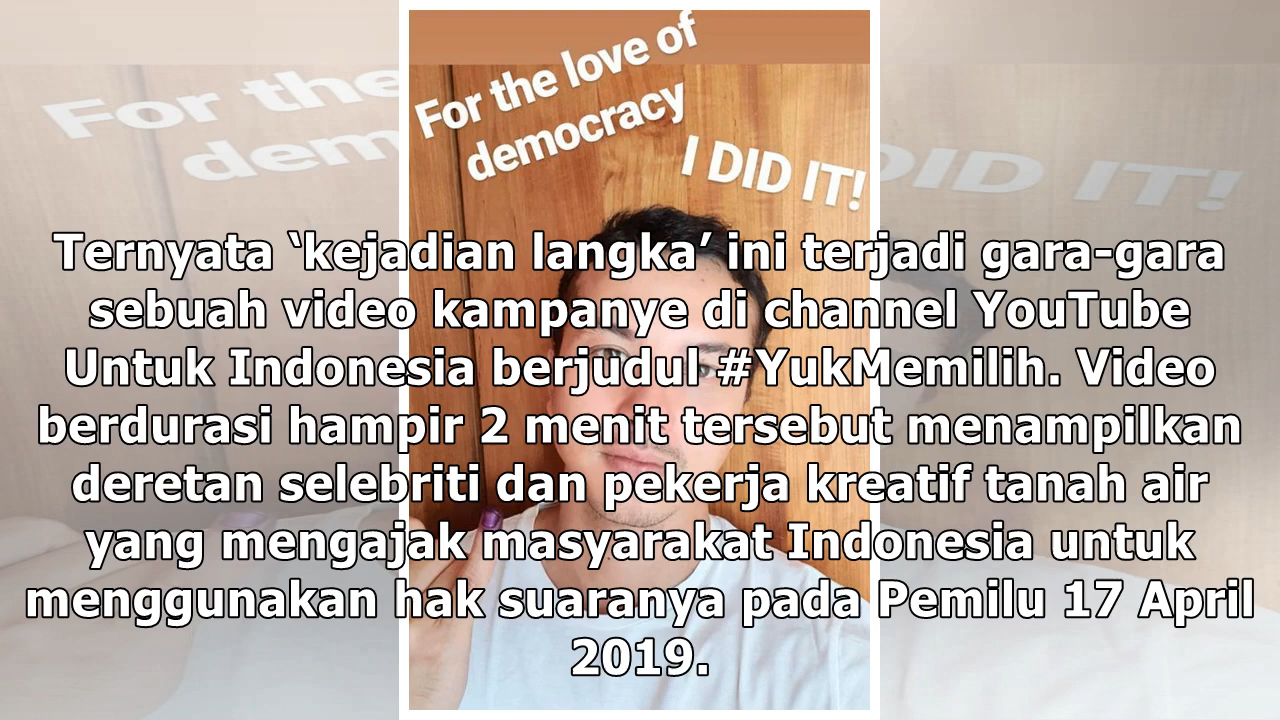 For the love of
democracy
I DID IT!
Ternyata ‘kejadian langka’ ini terjadi gara-gara
sebuah video kampanye di channel YouTube
Untuk Indonesia berjudul #YukMemilih. Video
berdurasi hampir 2 menit tersebut menampilkan
deretan selebriti dan pekerja kreatif tanah air
yang mengajak masyarakat Indonesia untuk
menggunakan hak suaranya pada Pemilu 17 April
2019.